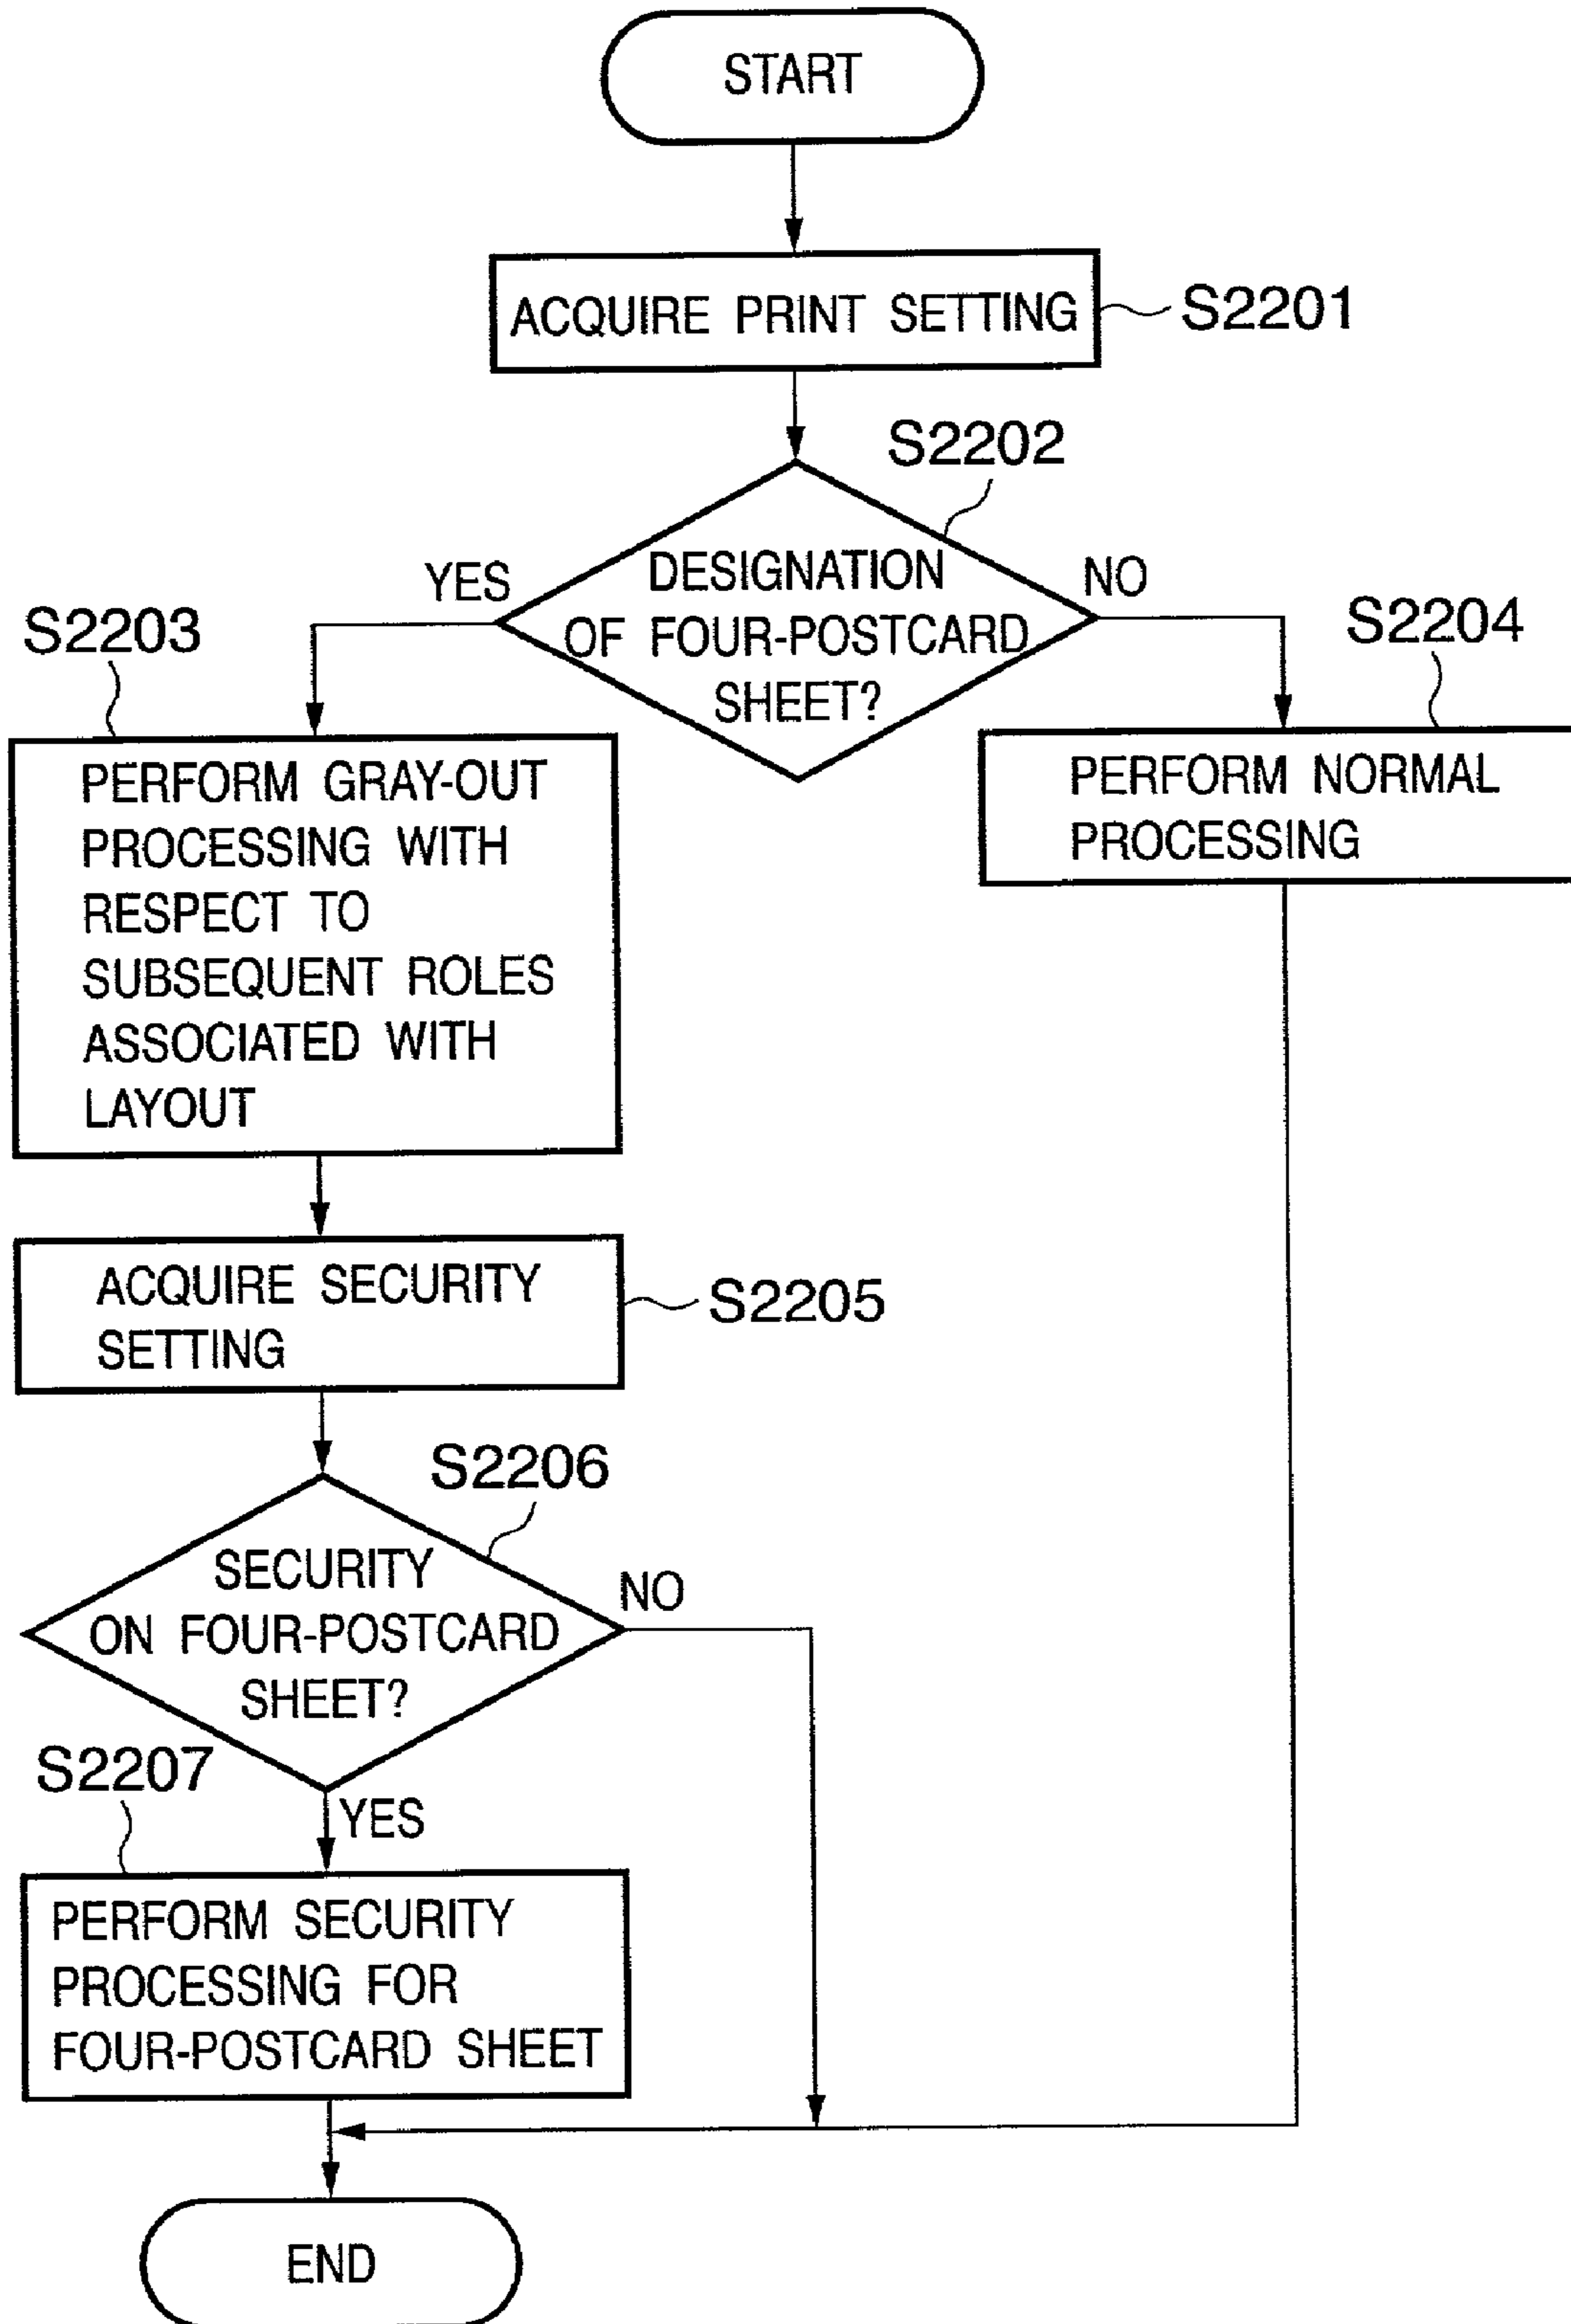 START
ACQUIRE PRINT SETTING
S2201
S2202
DESIGNATION
OF FOUR-POSTCARD
SHEET?
YES
NO
S2203
PERFORM GRAY-OUT
PROCESSING WITH
RESPECT TO
SUBSEQUENT ROLES
ASSOCIATED WITH
LAYOUT
S2204
PERFORM NORMAL
PROCESSING
ACQUIRE SECURITY
SETTING
S2205
S2206
SECURITY
ON FOUR-POSTCARD
SHEET?
NO
YES
S2207
PERFORM SECURITY
PROCESSING FOR
FOUR-POSTCARD SHEET
END